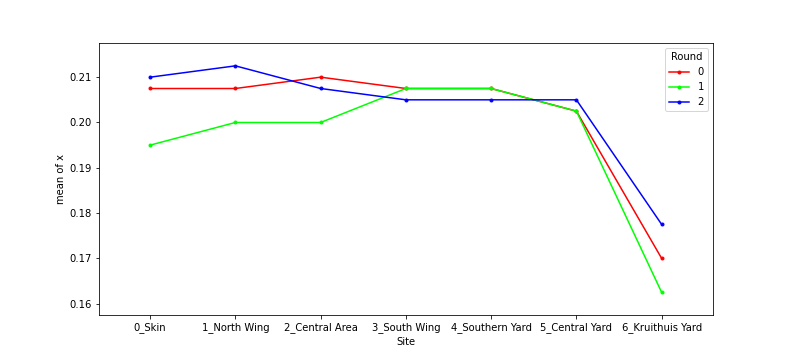 Round
0
1
2
0.21
0.20
0.19
0.18
0.17
0.16
mean of x
0_Skin 1_North Wing 2_Central Area 3_South Wing 4_Southern Yard 5_Central Yard 6_Kruithuis Yard
Site